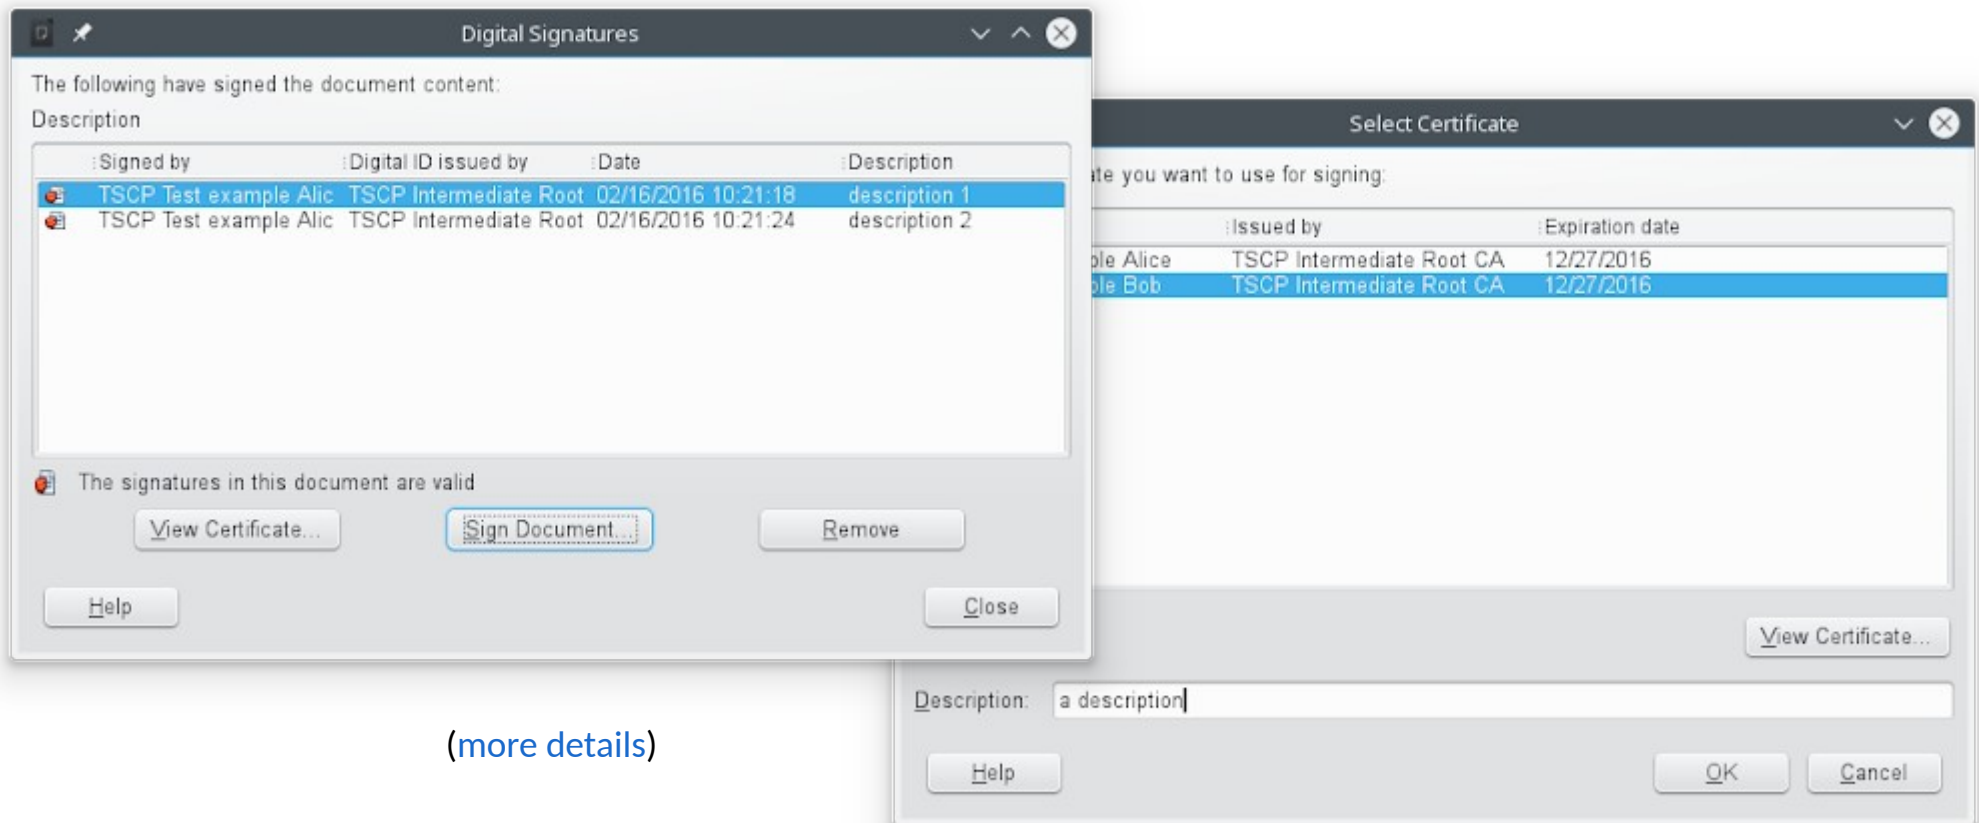 Digital Signatures
The following have signed the document content:
Description
Signed by Digital ID issued by Date Description
TSCP Test example Alic TSCP Intermediate Root 02/16/2016 10:21:18 description 1
TSCP Test example Alic TSCP Intermediate Root 02/16/2016 10:21:24 description 2
The signatures in this document are valid
View Certificate... Sign Document... Remove
Help Close
(more details)
Select Certificate
you want to use for signing:
Issued by Expiration date
Alice TSCP Intermediate Root CA 12/27/2016
Bob TSCP Intermediate Root CA 12/27/2016
View Certificate...
Description: a description
Help OK Cancel